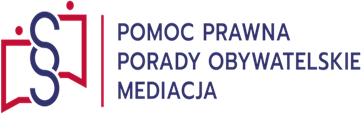 §
POMOC PRAWNA
PORADY OBYWATELSKIE
MEDIACJA